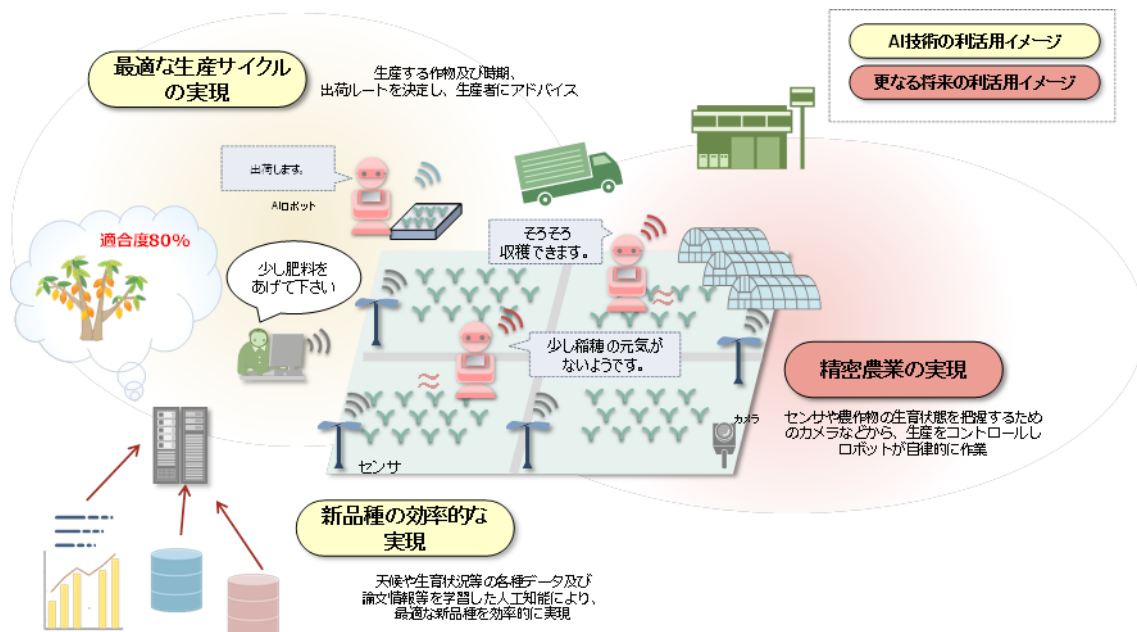 AI技術の利活用イメージ
更なる将来の利活用イメージ
最適な生産サイクル
の実現
生産する作物及び時期、
出荷ルートを決定し、生産者にアドバイス
出荷します。
AIロボット
適合度80%
少し肥料を
あげて下さい
そろそろ
収穫できます。
少し稲穂の元気が
ないようです。
精密農業の実現
センサや農作物の生育状態を把握するため
のカメラなどから、生産をコントロールし
ロボットが自律的に作業
カメラ
センサ
新品種の効率的な
実現
天候や生育状況等の各種データ及び
論文情報等を学習した人工知能により、
最適な新品種を効率的に実現